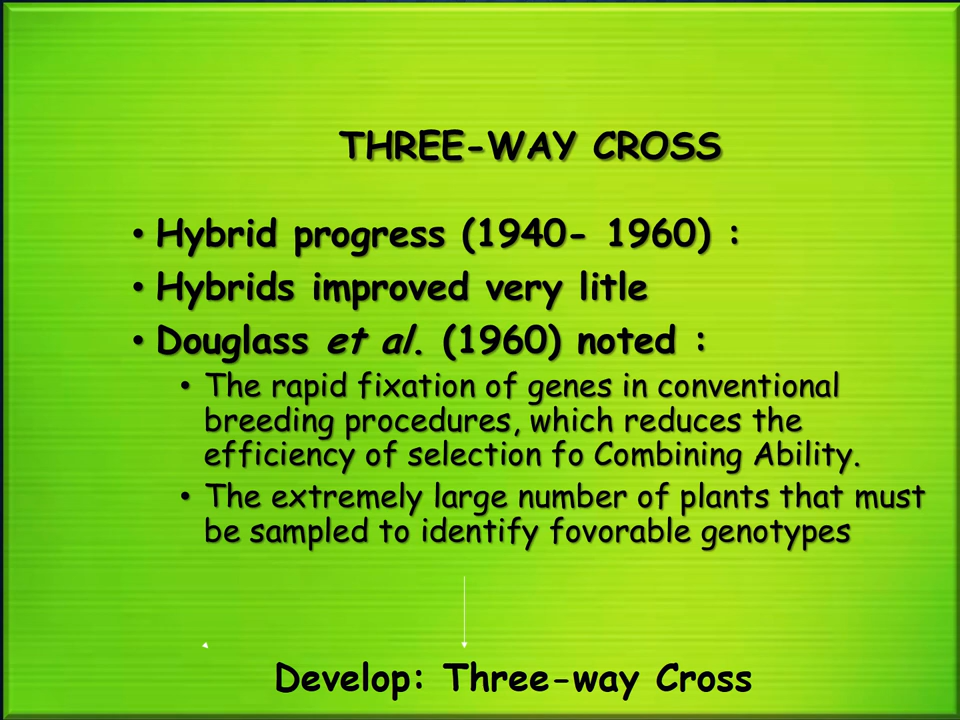 THREE-WAY CROSS
• Hybrid progress (1940- 1960) :
• Hybrids improved very litle
• Douglass et al. (1960) noted :
• The rapid fixation of genes in conventional
breeding procedures, which reduces the
efficiency of selection fo Combining Ability.
• The extremely large number of plants that must
be sampled to identify fovorable genotypes
Develop: Three-way Cross